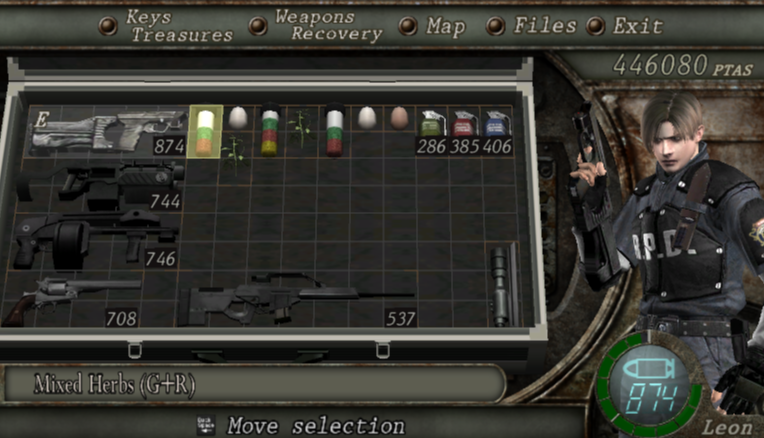 Keys Treasures
Weapons Recovery
Map
Files
Exit
446080 PTAS
E
874
286
385
406
744
746
708
537
R.P.D.
Mixed Herbs (G+R)
874
Move selection
Leon